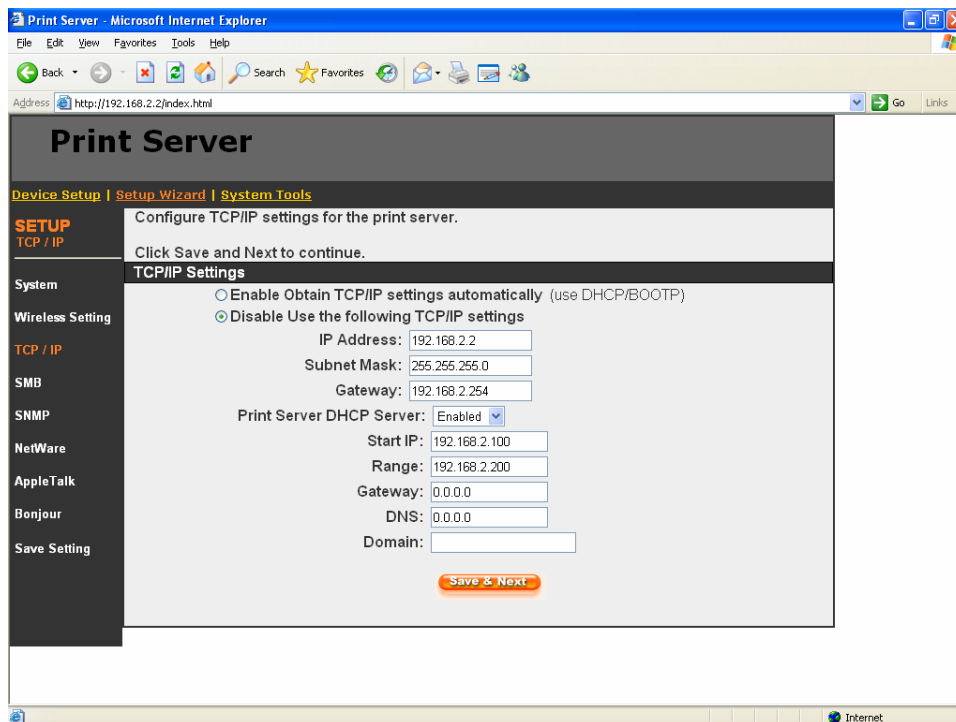 Print Server - Microsoft Internet Explorer
File Edit View Favorites Tools Help
Back Search Favorites
Address http://192.168.2.2/index.html Go Links
Print Server
Device Setup | Setup Wizard | System Tools
SETUP
TCP / IP
System
Wireless Setting
TCP / IP
SMB
SNMP
NetWare
AppleTalk
Bonjour
Save Setting
Configure TCP/IP settings for the print server.
Click Save and Next to continue.
TCP/IP Settings
Enable Obtain TCP/IP settings automatically (use DHCP/BOOTP)
Disable Use the following TCP/IP settings
IP Address: 192.168.2.2
Subnet Mask: 255.255.255.0
Gateway: 192.168.2.254
Print Server DHCP Server: Enabled
Start IP: 192.168.2.100
Range: 192.168.2.200
Gateway: 0.0.0.0
DNS: 0.0.0.0
Domain:
Save & Next
Internet